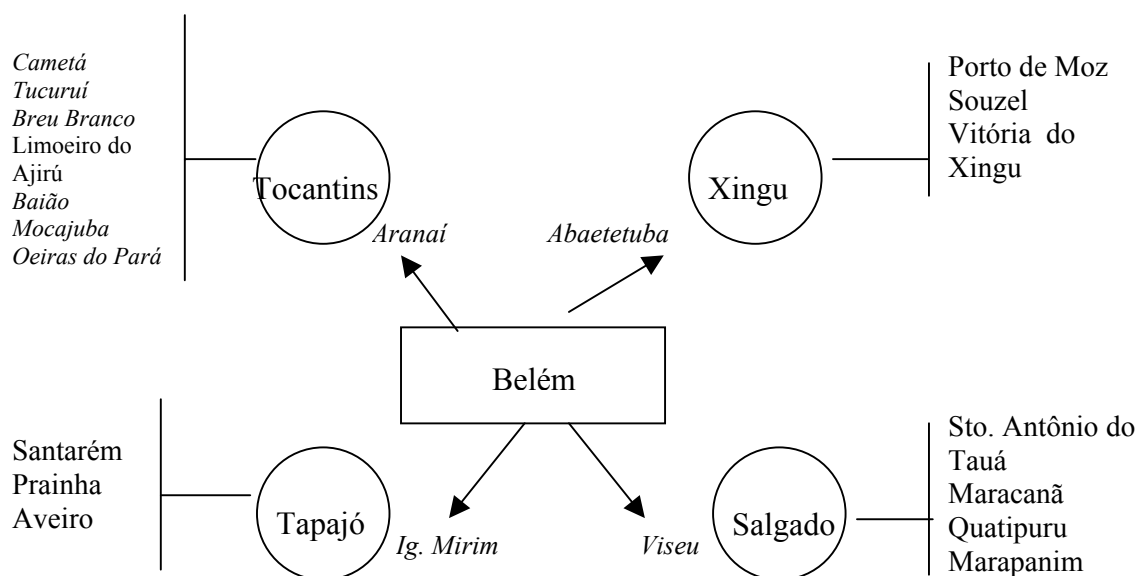 Cametá
Tucuruí
Breu Branco
Limoeiro do
Ajirú
Baião
Mocajuba
Oeiras do Pará
Tocantins
Aranaí
Abaetetuba
Xingu
Porto de Moz
Souzel
Vitória do
Xingu
Belém
Santarém
Prainha
Aveiro
Tapajó
Ig. Mirim
Viseu
Salgado
Sto. Antônio do
Tauá
Maracanã
Quatipuru
Marapanim